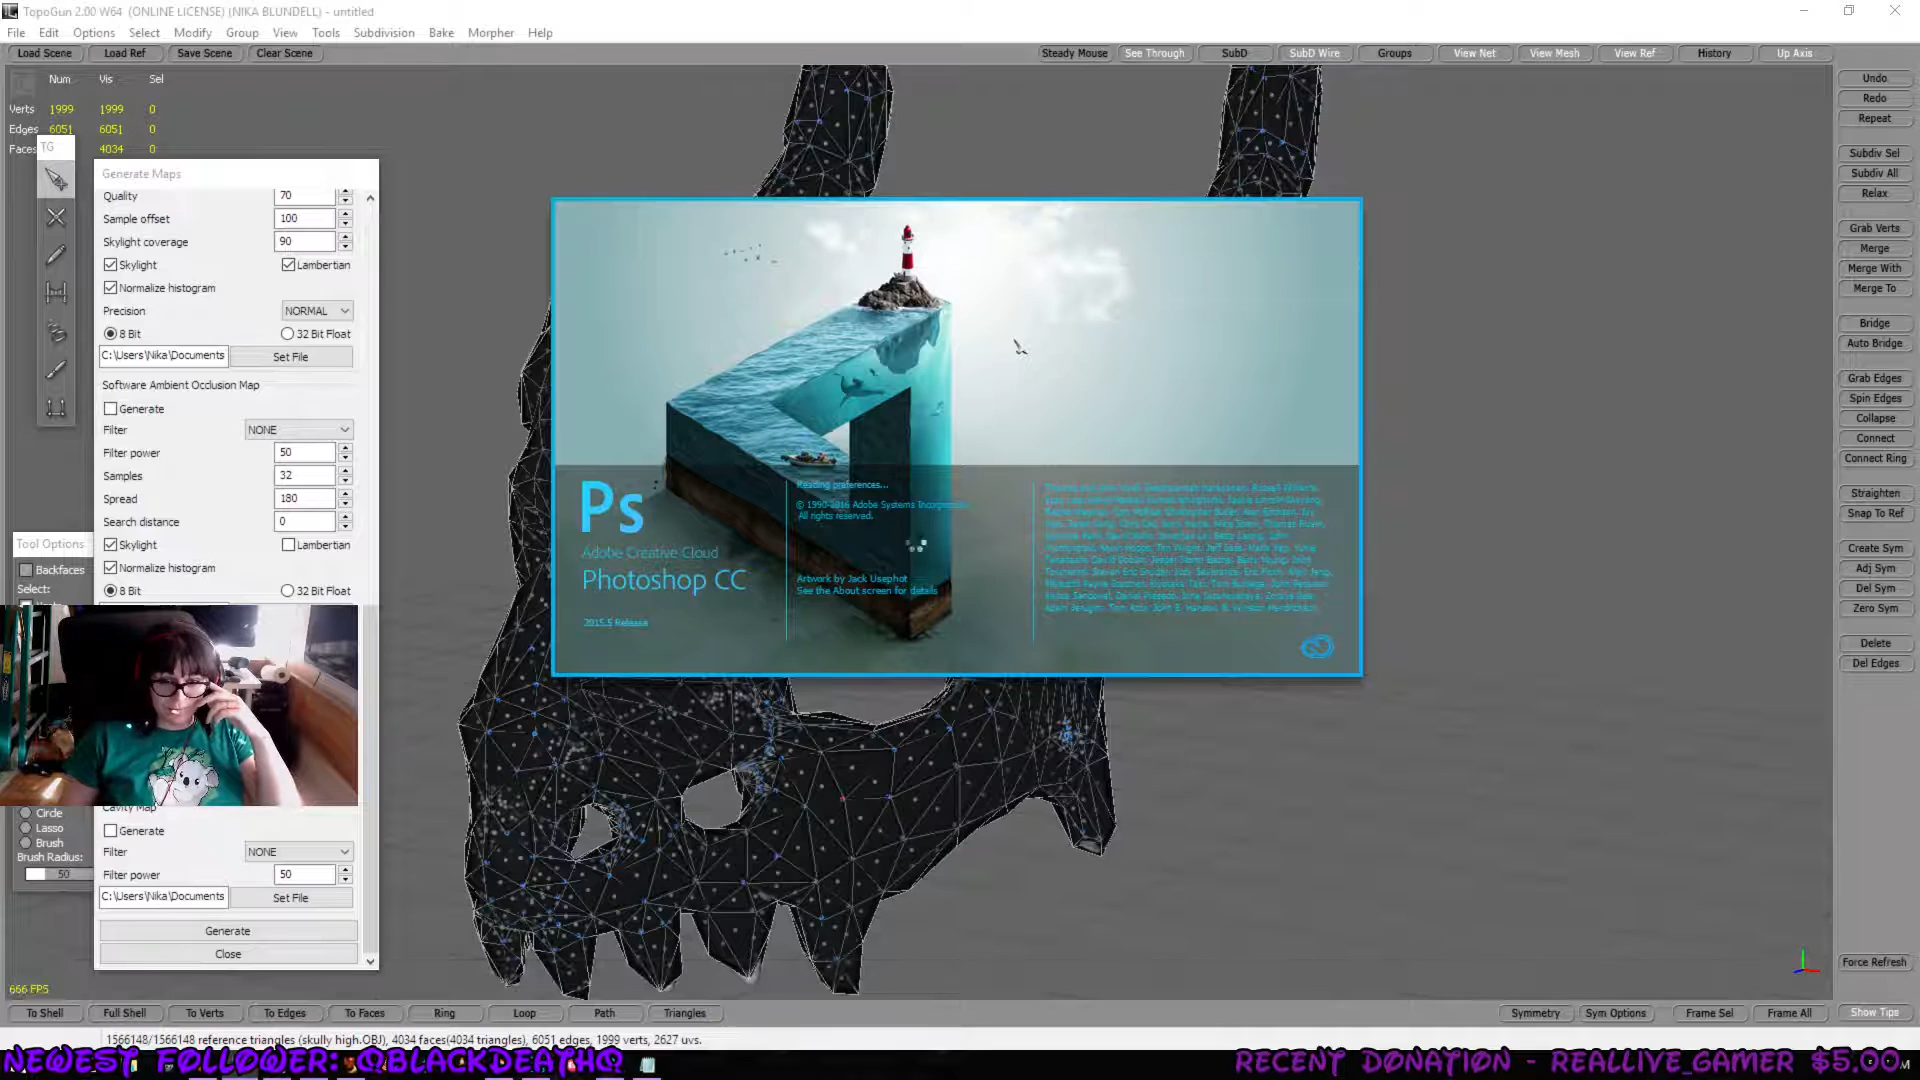 TopoGun 2.00 W64 (ONLINE LICENSE) (NIKA BLUNDELL) - untitled
File Edit Options Select Modify Group View Tools Subdivision Bake Morpher Help
Load Scene Load Ref Save Scene Clear Scene Steady Mouse See Through SubD SubD Wire Groups View Net View Mesh View Ref History Up Axis
Num Vis Sel
Verts 1999 1999 0
Edges 6051 6051 0
Faces 4034 0
TG
Generate Maps
Quality 70
Sample offset 100
Skylight coverage 90
Skylight Lambertian
Normalize histogram
Precision NORMAL
8 Bit 32 Bit Float
C:\Users\Nika\Documents Set File
Software Ambient Occlusion Map
Generate
Filter NONE
Filter power 50
Samples 32
Spread 180
Search distance 0
Skylight Lambertian
Normalize histogram
8 Bit 32 Bit Float
Cavity Map
Generate
Filter NONE
Filter power 50
C:\Users\Nika\Documents Set File
Generate
Close
Tool Options
Backfaces
Select:
Circle
Lasso
Brush
Brush Radius:
50
666 FPS
Ps
Adobe Creative Cloud
Photoshop CC
2015.5 Release
Reading preferences...
© 1990-2016 Adobe Systems Incorporated.
All rights reserved.
Artwork by Jack Usephot
See the About screen for details
Undo
Redo
Repeat
Subdiv Sel
Subdiv All
Relax
Grab Verts
Merge
Merge With
Merge To
Bridge
Auto Bridge
Grab Edges
Spin Edges
Collapse
Connect
Connect Ring
Straighten
Snap To Ref
Create Sym
Adj Sym
Del Sym
Zero Sym
Delete
Del Edges
Force Refresh
To Shell Full Shell To Verts To Edges To Faces Ring Loop Path Triangles Symmetry Sym Options Frame Sel Frame All Show Tips
1566148/1566148 reference triangles (skully high.OBJ), 4034 faces(4034 triangles), 6051 edges, 1999 verts, 2627 uvs.
NEWEST FOLLOWER: @BLACKDEATHQ RECENT DONATION - REALLIVE_GAMER $5.00